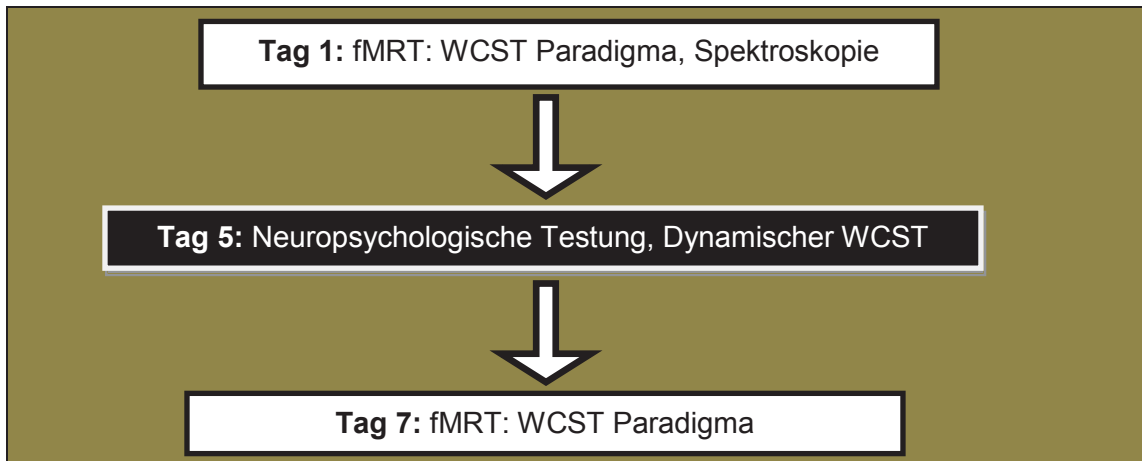 Tag 1: fMRT: WCST Paradigma, Spektroskopie
Tag 5: Neuropsychologische Testung, Dynamischer WCST
Tag 7: fMRT: WCST Paradigma